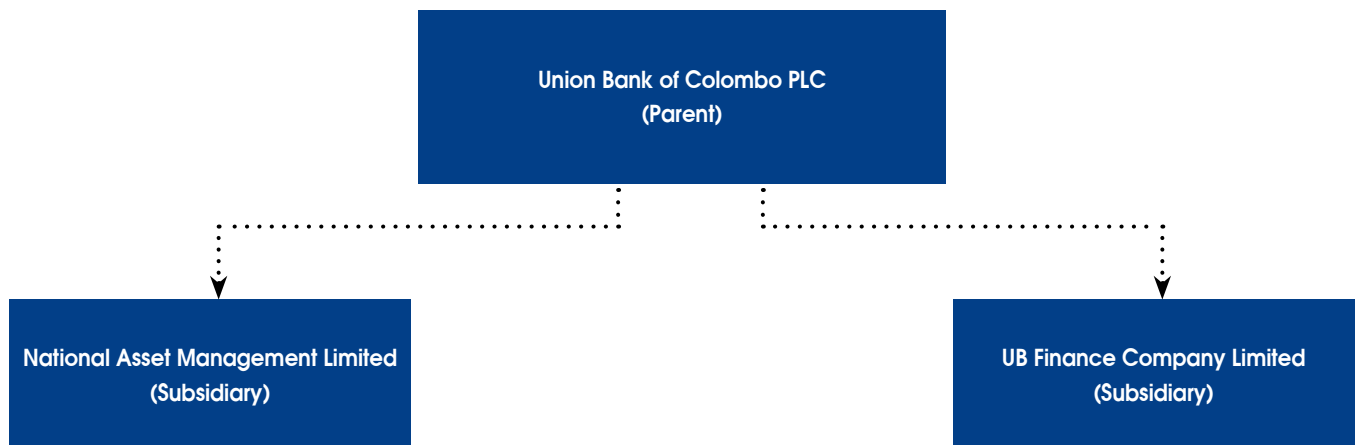 Union Bank of Colombo PLC
(Parent)
National Asset Management Limited
(Subsidiary)
UB Finance Company Limited
(Subsidiary)